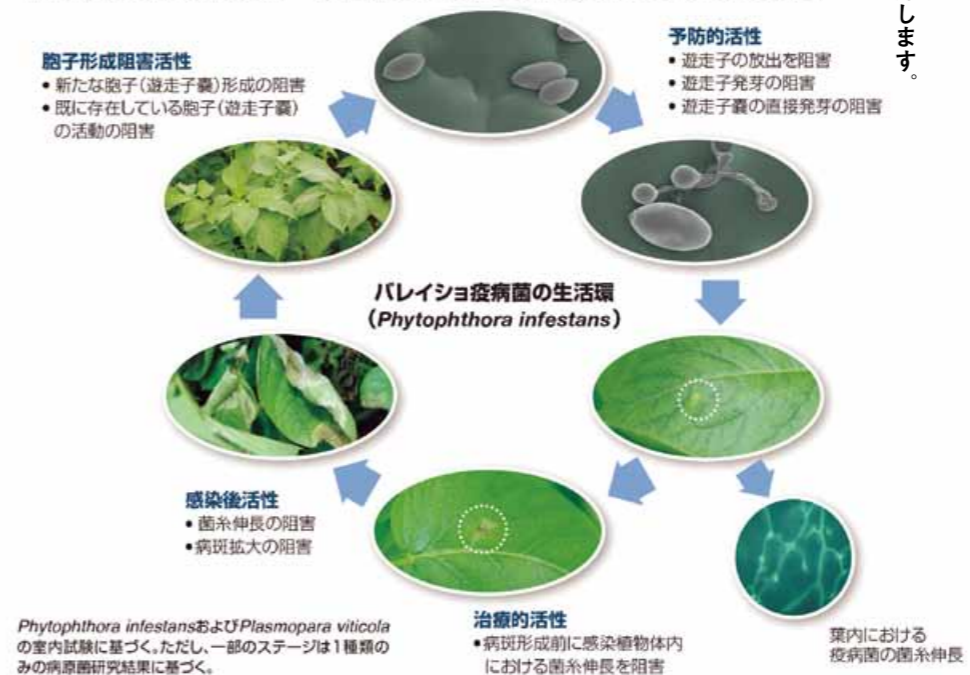 します。
胞子形成阻害活性
• 新たな胞子(遊走子嚢)形成の阻害
• 既に存在している胞子(遊走子嚢)
の活動の阻害
予防的活性
• 遊走子の放出を阻害
• 遊走子発芽の阻害
• 遊走子嚢の直接発芽の阻害
バレイショ疫病菌の生活環
(Phytophthora infestans)
感染後活性
• 菌糸伸長の阻害
• 病斑拡大の阻害
治療的活性
• 病斑形成前に感染植物体内
における菌糸伸長を阻害
葉内における
疫病菌の菌糸伸長
Phytophthora infestansおよびPlasmopara viticola
の室内試験に基づく。ただし、一部のステージは1種類の
みの病原菌研究結果に基づく。